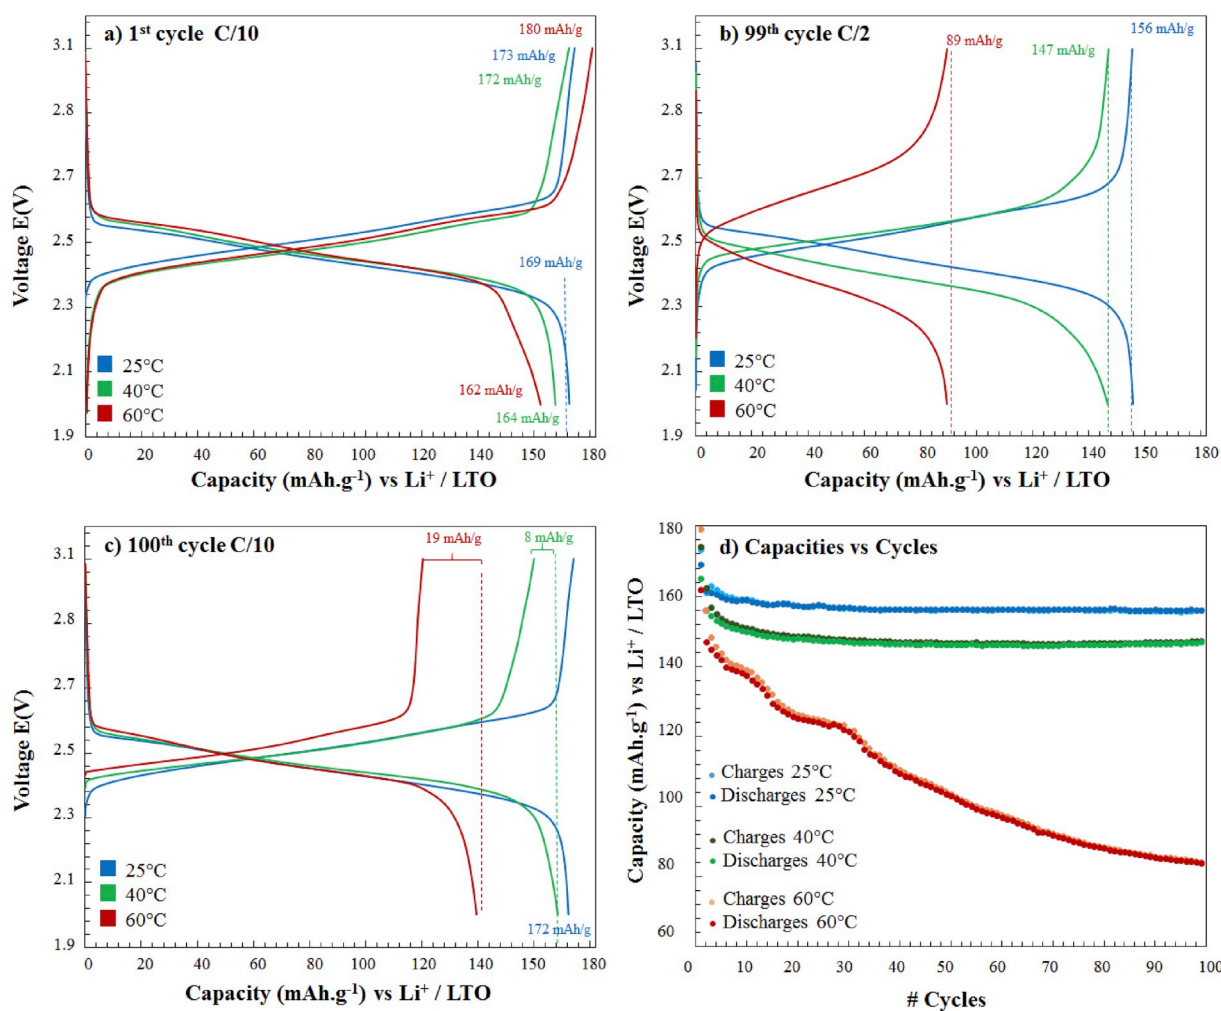 a) 1st cycle C/10
180 mAh/g
173 mAh/g
172 mAh/g
169 mAh/g
162 mAh/g
164 mAh/g
3.1
2.9
2.7
2.5
2.3
2.1
1.9
Voltage E(V)
25°C
40°C
60°C
0 20 40 60 80 100 120 140 160 180
Capacity (mAh.g-1) vs Li+ / LTO
b) 99th cycle C/2
89 mAh/g
147 mAh/g
156 mAh/g
3.1
2.9
2.7
2.5
2.3
2.1
1.9
Voltage E(V)
25°C
40°C
60°C
0 20 40 60 80 100 120 140 160 180
Capacity (mAh.g-1) vs Li+ / LTO
c) 100th cycle C/10
19 mAh/g
8 mAh/g
172 mAh/g
3.1
2.9
2.7
2.5
2.3
2.1
1.9
Voltage E(V)
25°C
40°C
60°C
0 20 40 60 80 100 120 140 160 180
Capacity (mAh.g-1) vs Li+ / LTO
d) Capacities vs Cycles
180
160
140
120
100
80
60
Capacity (mAh.g-1) vs Li+ / LTO
Charges 25°C
Discharges 25°C
Charges 40°C
Discharges 40°C
Charges 60°C
Discharges 60°C
0 10 20 30 40 50 60 70 80 90 100
# Cycles